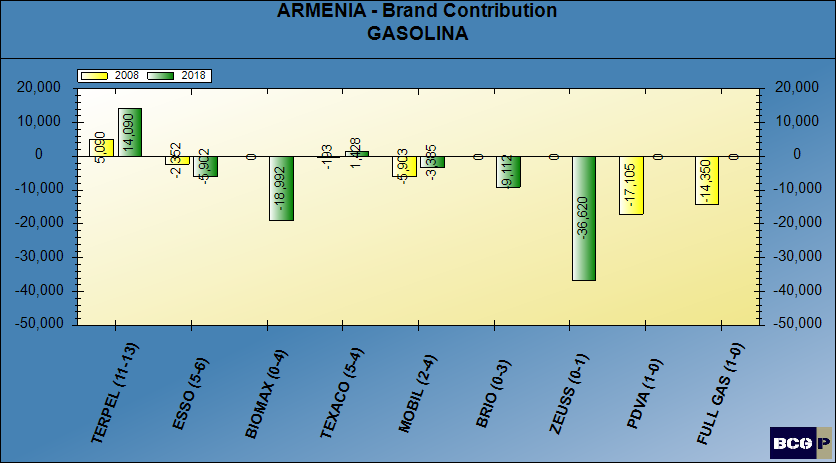 ARMENIA - Brand Contribution
GASOLINA
2008 2018
20,000 20,000
10,000 10,000
0 0
-10,000 -10,000
-20,000 -20,000
-30,000 -30,000
-40,000 -40,000
-50,000 -50,000
5,090 14,090 -2,352 -5,902 0 -18,992 -193 1,428 -5,903 -3,385 0 -9,112 0 -36,620 -17,105 0 -14,350 0
TERPEL (11-13)
ESSO (5-6)
BIOMAX (0-4)
TEXACO (5-4)
MOBIL (2-4)
BRIO (0-3)
ZEUSS (0-1)
PDVA (1-0)
FULL GAS (1-0)
BCG P